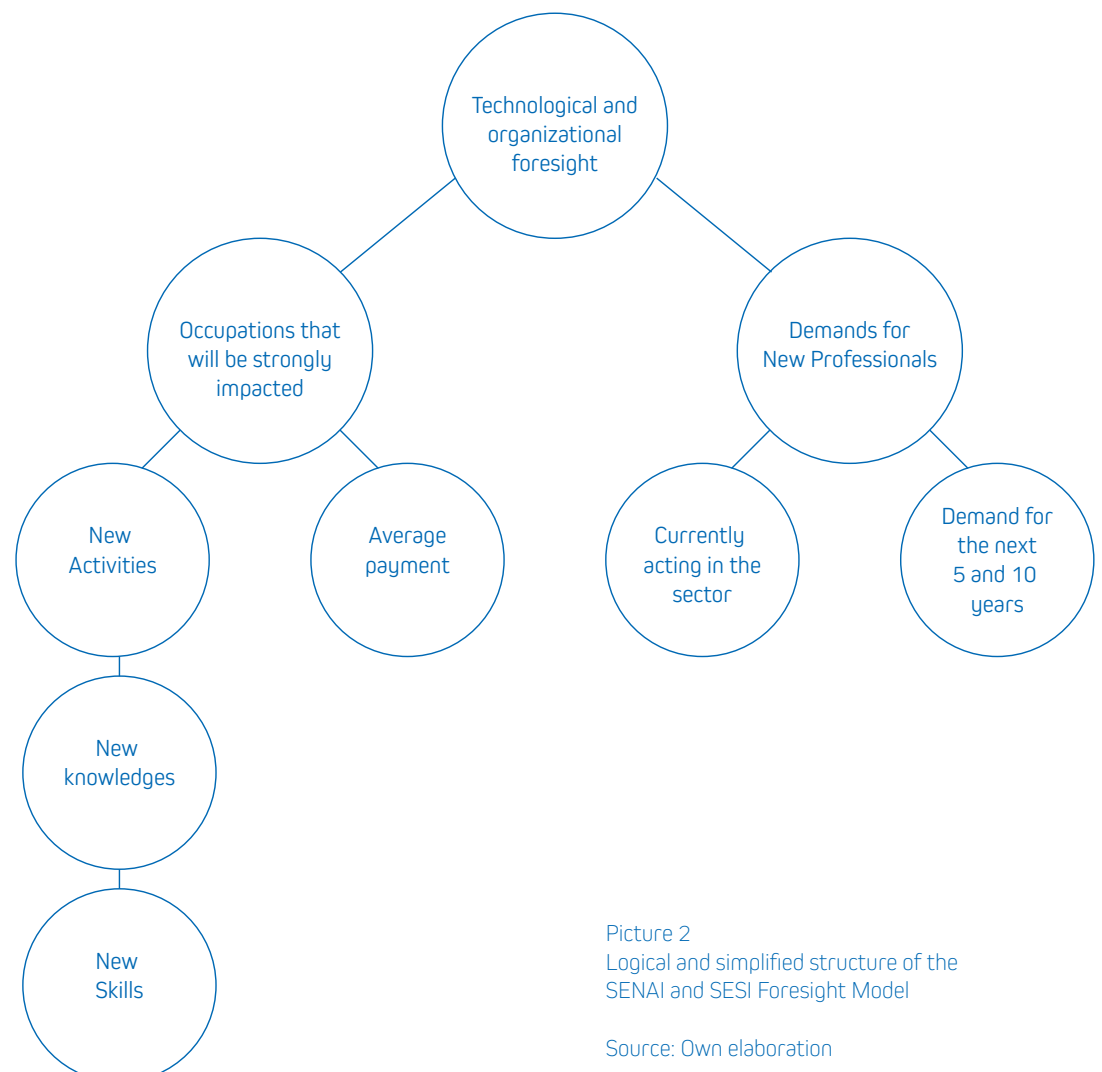 Technological and
organizational
foresight
Occupations that
will be strongly
impacted
Demands for
New Professionals
New
Activities
Average
payment
Currently
acting in the
sector
Demand for
the next
5 and 10
years
New
knowledges
New
Skills
Picture 2
Logical and simplified structure of the
SENAI and SESI Foresight Model
Source: Own elaboration